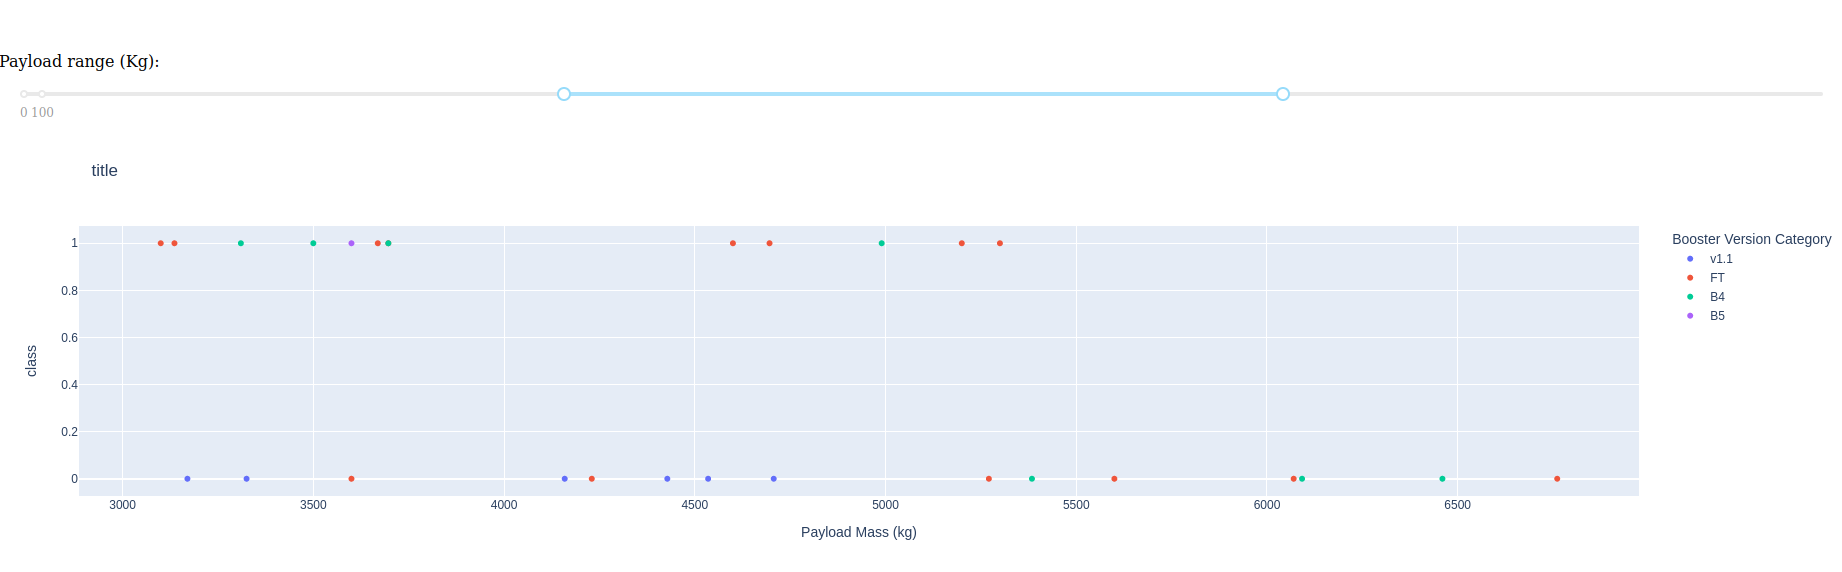 Payload range (Kg):
0 100
title
1
0.8
0.6
0.4
0.2
0
class
3000 3500 4000 4500 5000 5500 6000 6500
Payload Mass (kg)
Booster Version Category
v1.1
FT
B4
B5